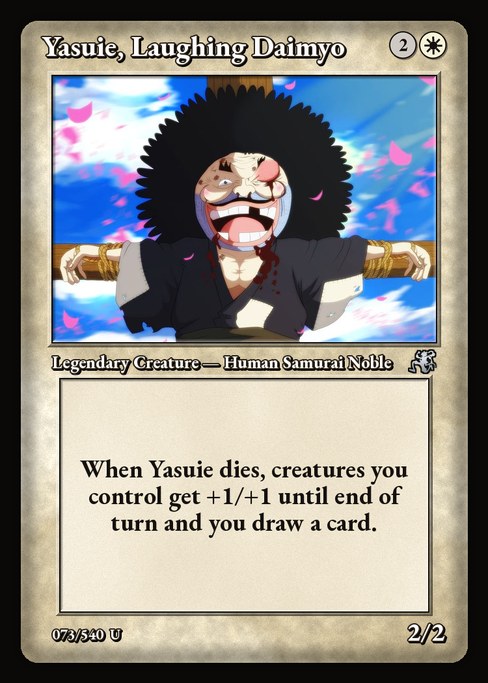 Yasuie, Laughing Daimyo 2
Legendary Creature — Human Samurai Noble
When Yasuie dies, creatures you
control get +1/+1 until end of
turn and you draw a card.
073/540 U 2/2